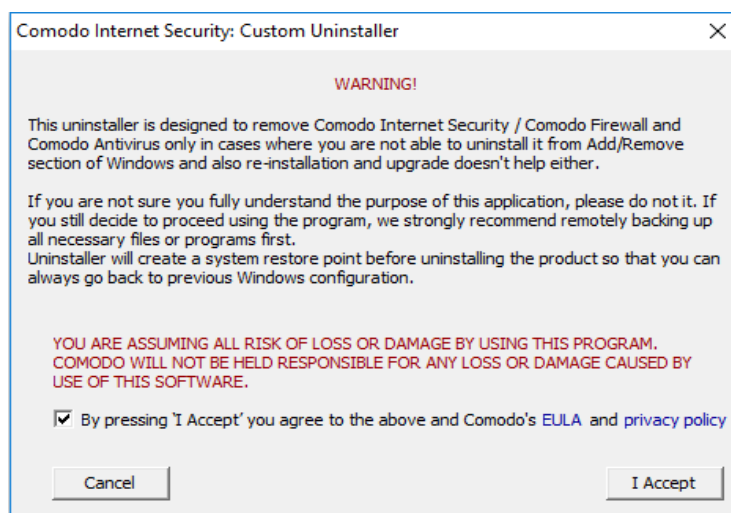 Comodo Internet Security: Custom Uninstaller
WARNING!
This uninstaller is designed to remove Comodo Internet Security / Comodo Firewall and
Comodo Antivirus only in cases where you are not able to uninstall it from Add/Remove
section of Windows and also re-installation and upgrade doesn't help either.
If you are not sure you fully understand the purpose of this application, please do not it. If
you still decide to proceed using the program, we strongly recommend remotely backing up
all necessary files or programs first.
Uninstaller will create a system restore point before uninstalling the product so that you can
always go back to previous Windows configuration.
YOU ARE ASSUMING ALL RISK OF LOSS OR DAMAGE BY USING THIS PROGRAM.
COMODO WILL NOT BE HELD RESPONSIBLE FOR ANY LOSS OR DAMAGE CAUSED BY
USE OF THIS SOFTWARE.
By pressing 'I Accept' you agree to the above and Comodo's EULA and privacy policy
Cancel
I Accept